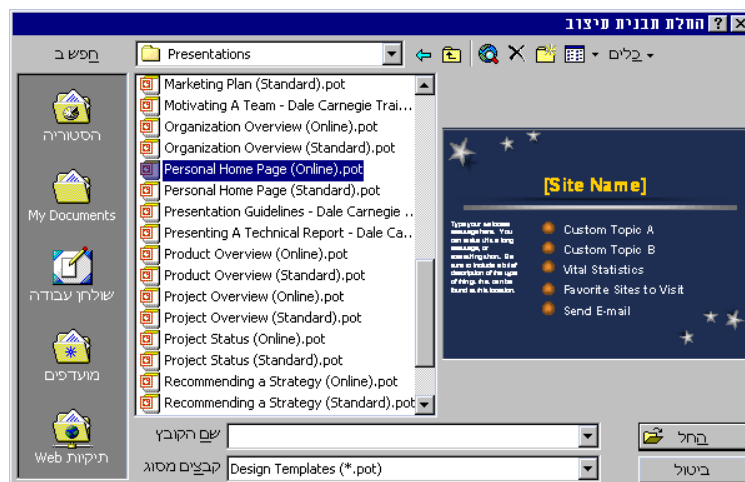 החלת תבנית עיצוב
חפש ב
Presentations
כלים
הסטוריה
My Documents
שולחן עבודה
מועדפים
תיקיות Web
Marketing Plan (Standard).pot
Motivating A Team - Dale Carnegie Trai...
Organization Overview (Online).pot
Organization Overview (Standard).pot
Personal Home Page (Online).pot
Personal Home Page (Standard).pot
Presentation Guidelines - Dale Carnegie ..
Presenting A Technical Report - Dale Ca...
Product Overview (Online).pot
Product Overview (Standard).pot
Project Overview (Online).pot
Project Overview (Standard).pot
Project Status (Online).pot
Project Status (Standard).pot
Recommending a Strategy (Online).pot
Recommending a Strategy (Standard).pot
[Site Name]
Custom Topic A
Custom Topic B
Vital Statistics
Favorite Sites to Visit
Send E-mail
שם הקובץ
החל
קבצים מסוג
Design Templates (*.pot)
ביטול